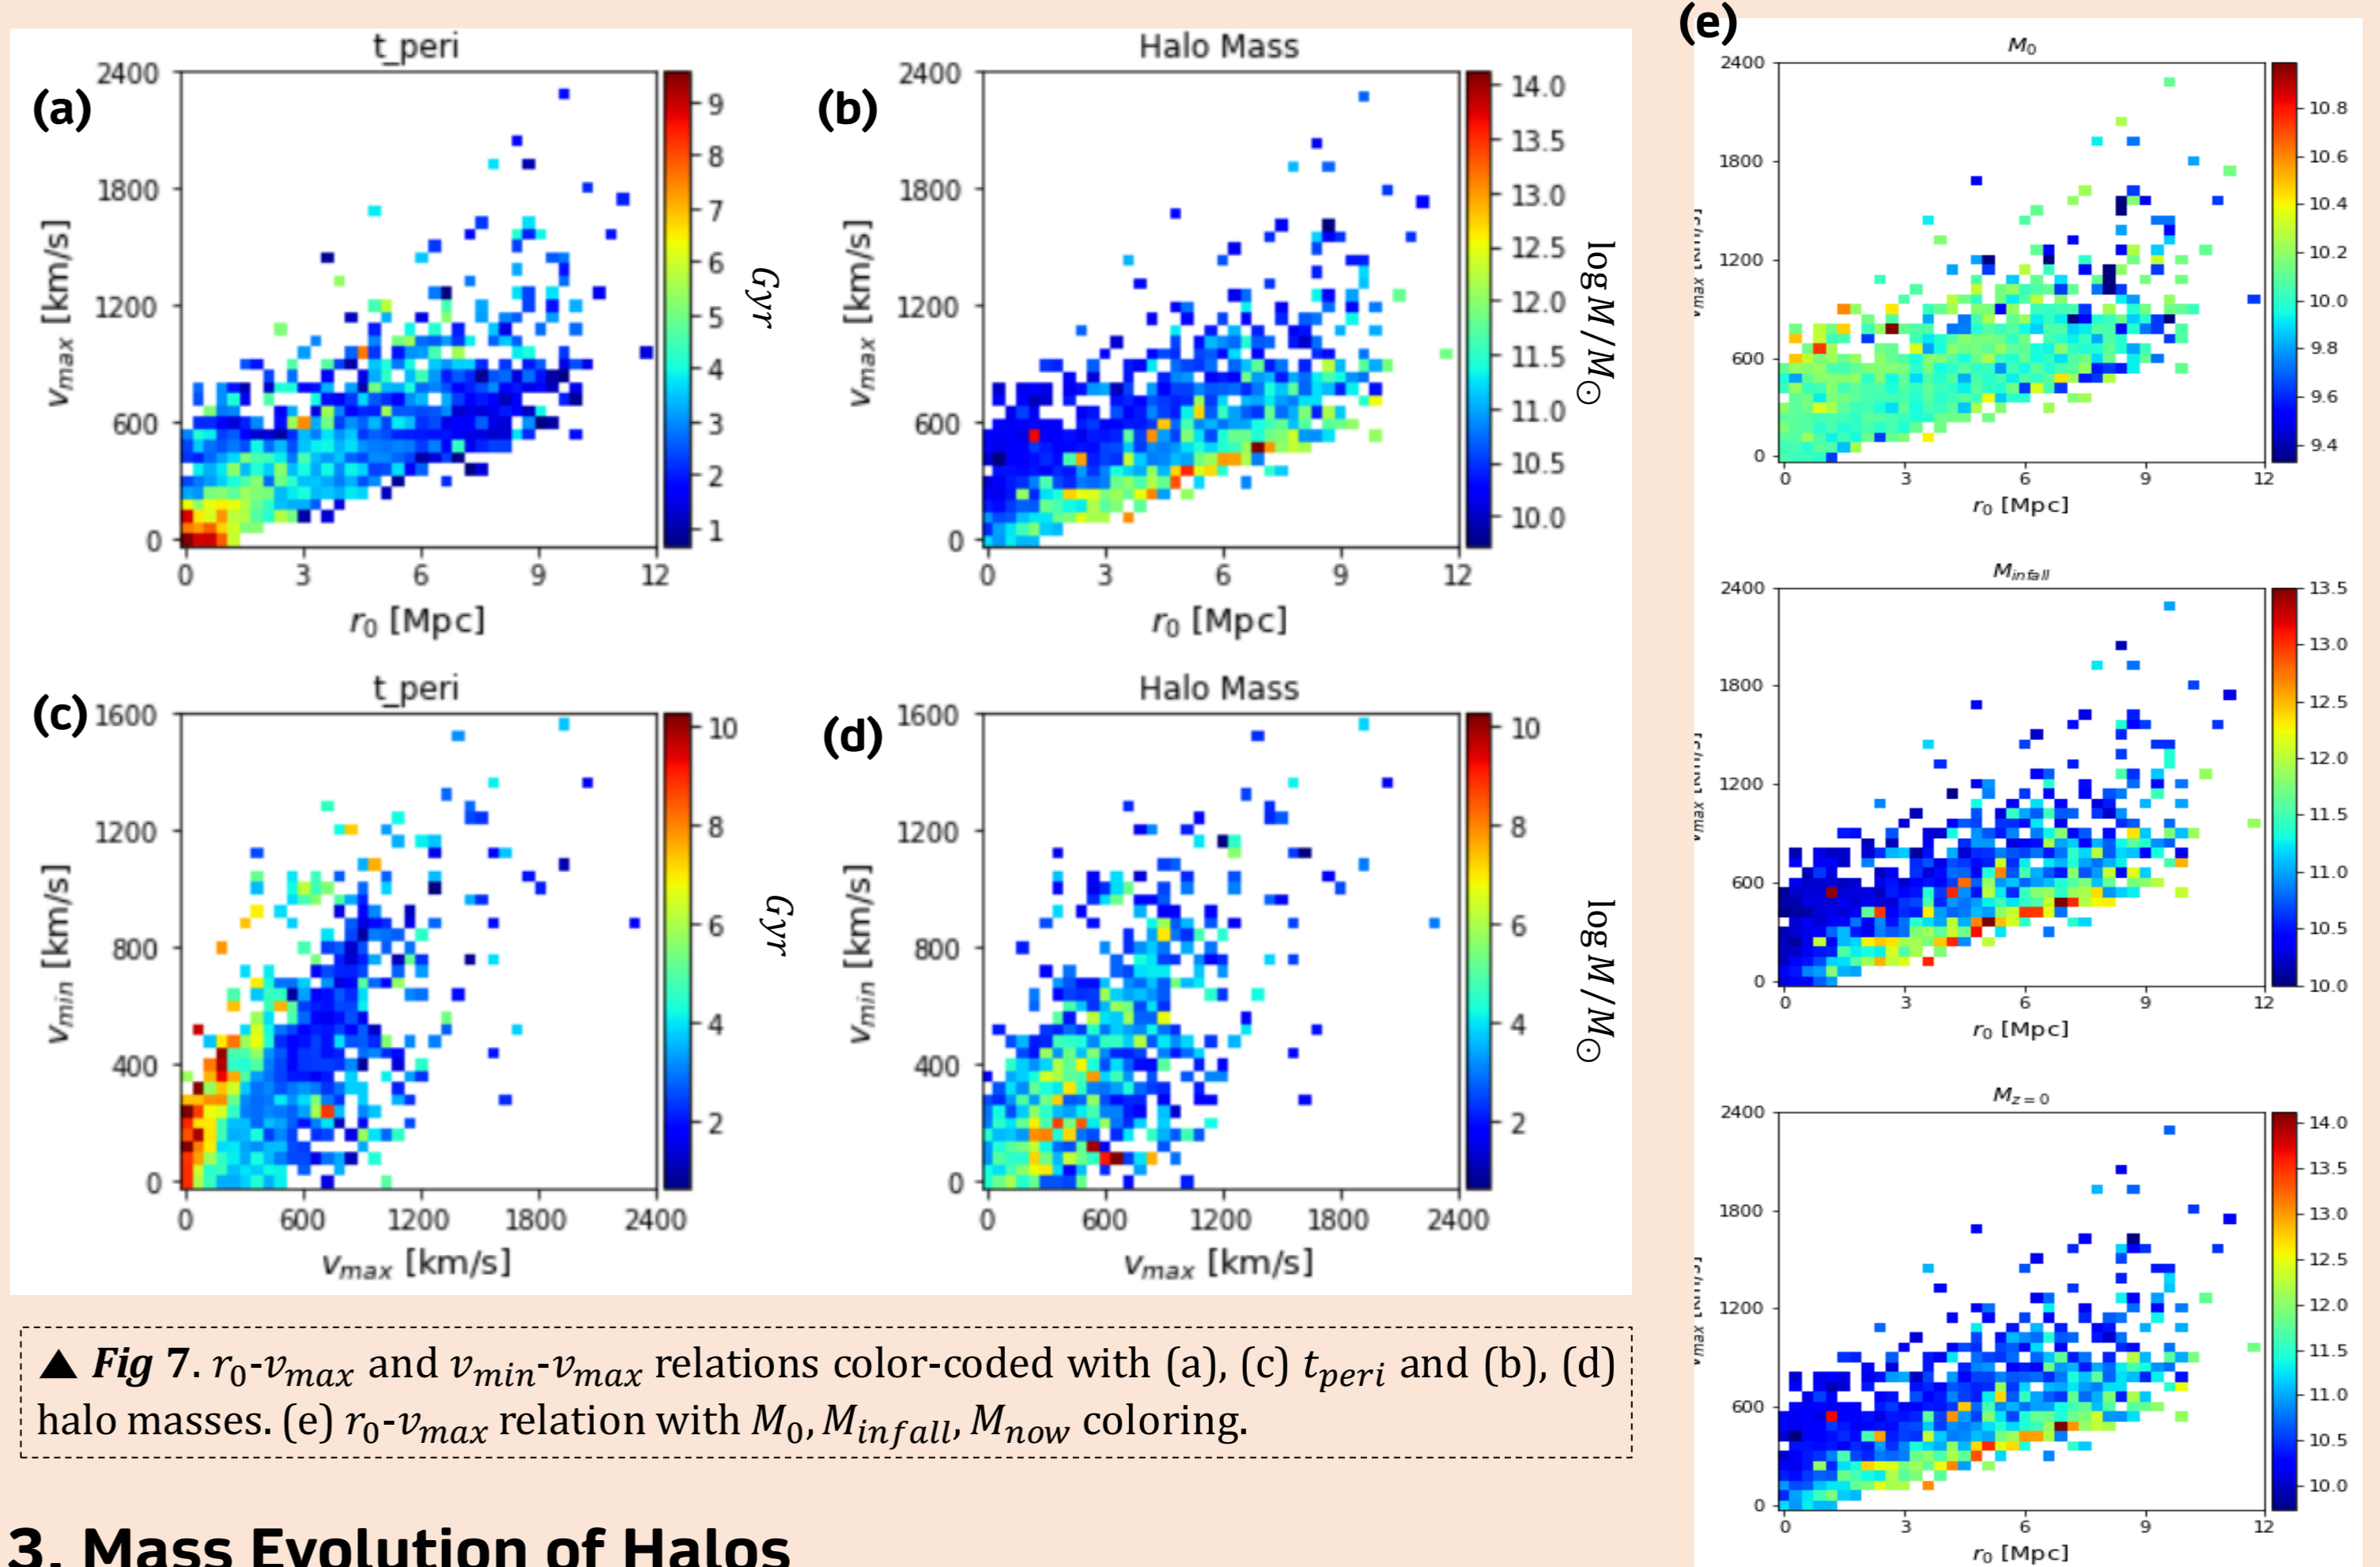 (a)
t_peri
2400
1800
1200
600
0
v_max [km/s]
0 3 6 9 12
r_0 [Mpc]
9
8
7
6
5
4
3
2
1
Gyr
(b)
Halo Mass
2400
1800
1200
600
0
v_max [km/s]
0 3 6 9 12
r_0 [Mpc]
14.0
13.5
13.0
12.5
12.0
11.5
11.0
10.5
10.0
log M/M_⊙
(c)
t_peri
1600
1200
800
400
0
v_min [km/s]
0 600 1200 1800 2400
v_max [km/s]
10
8
6
4
2
Gyr
(d)
Halo Mass
1600
1200
800
400
0
v_min [km/s]
0 600 1200 1800 2400
v_max [km/s]
10
8
6
4
2
log M/M_⊙
▲ Fig 7. r_0-v_max and v_min-v_max relations color-coded with (a), (c) t_peri and (b), (d)
halo masses. (e) r_0-v_max relation with M_0, M_infall, M_now coloring.
3. Mass Evolution of Halos
(e)
M_0
2400
1800
1200
600
0
0 3 6 9 12
r_0 [Mpc]
10.8
10.6
10.4
10.2
10.0
9.8
9.6
9.4
M_infall
2400
1800
1200
600
0
0 3 6 9 12
r_0 [Mpc]
13.5
13.0
12.5
12.0
11.5
11.0
10.5
10.0
M_z=0
2400
1800
1200
600
0
0 3 6 9 12
r_0 [Mpc]
14.0
13.5
13.0
12.5
12.0
11.5
11.0
10.5
10.0